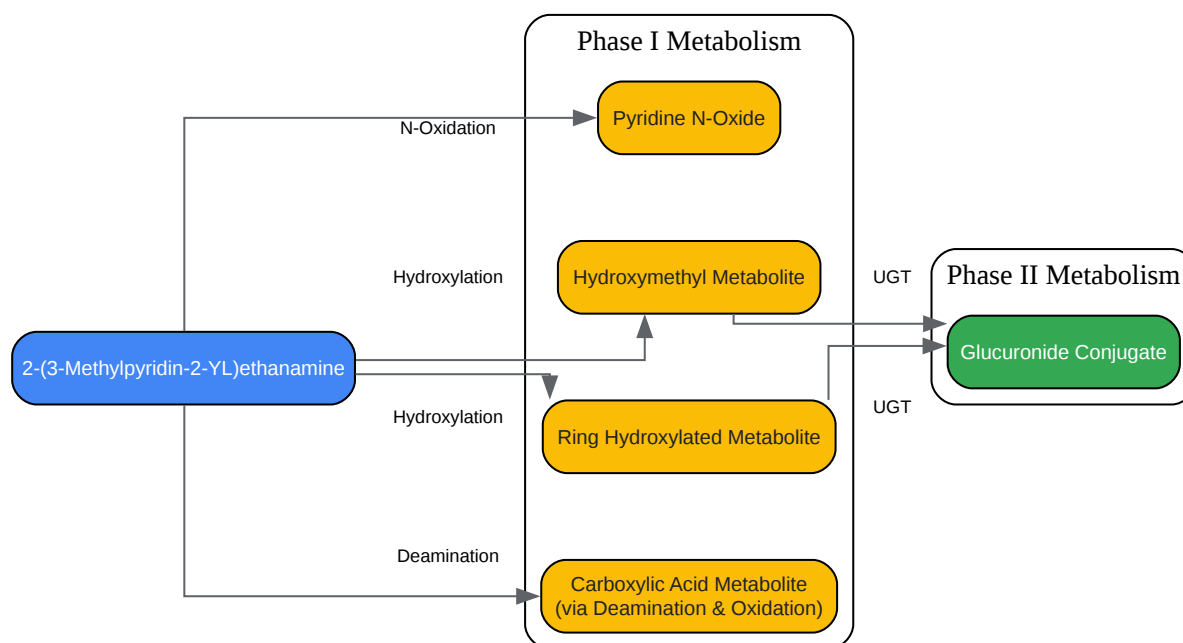 Phase I Metabolism
Pyridine N-Oxide
N-Oxidation
Hydroxylation
Hydroxymethyl Metabolite
UGT
Phase II Metabolism
2-(3-Methylpyridin-2-YL)ethanamine
Glucuronide Conjugate
Hydroxylation
Ring Hydroxylated Metabolite
UGT
Deamination
Carboxylic Acid Metabolite
(via Deamination & Oxidation)